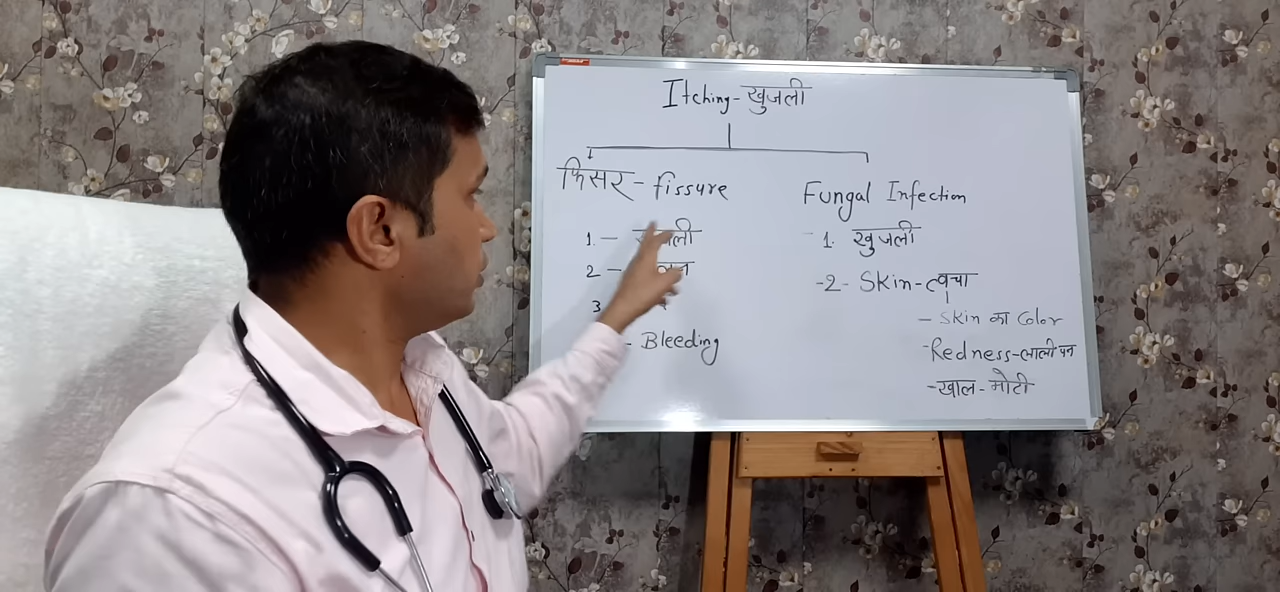 Itching - खुजली
फिसर - fissure
1. -
2 -
3
- Bleeding
Fungal Infection
1. खुजली
-2- Skin - त्वचा
- Skin का Color
- Redness - लालीपन
- खाल - मोटी